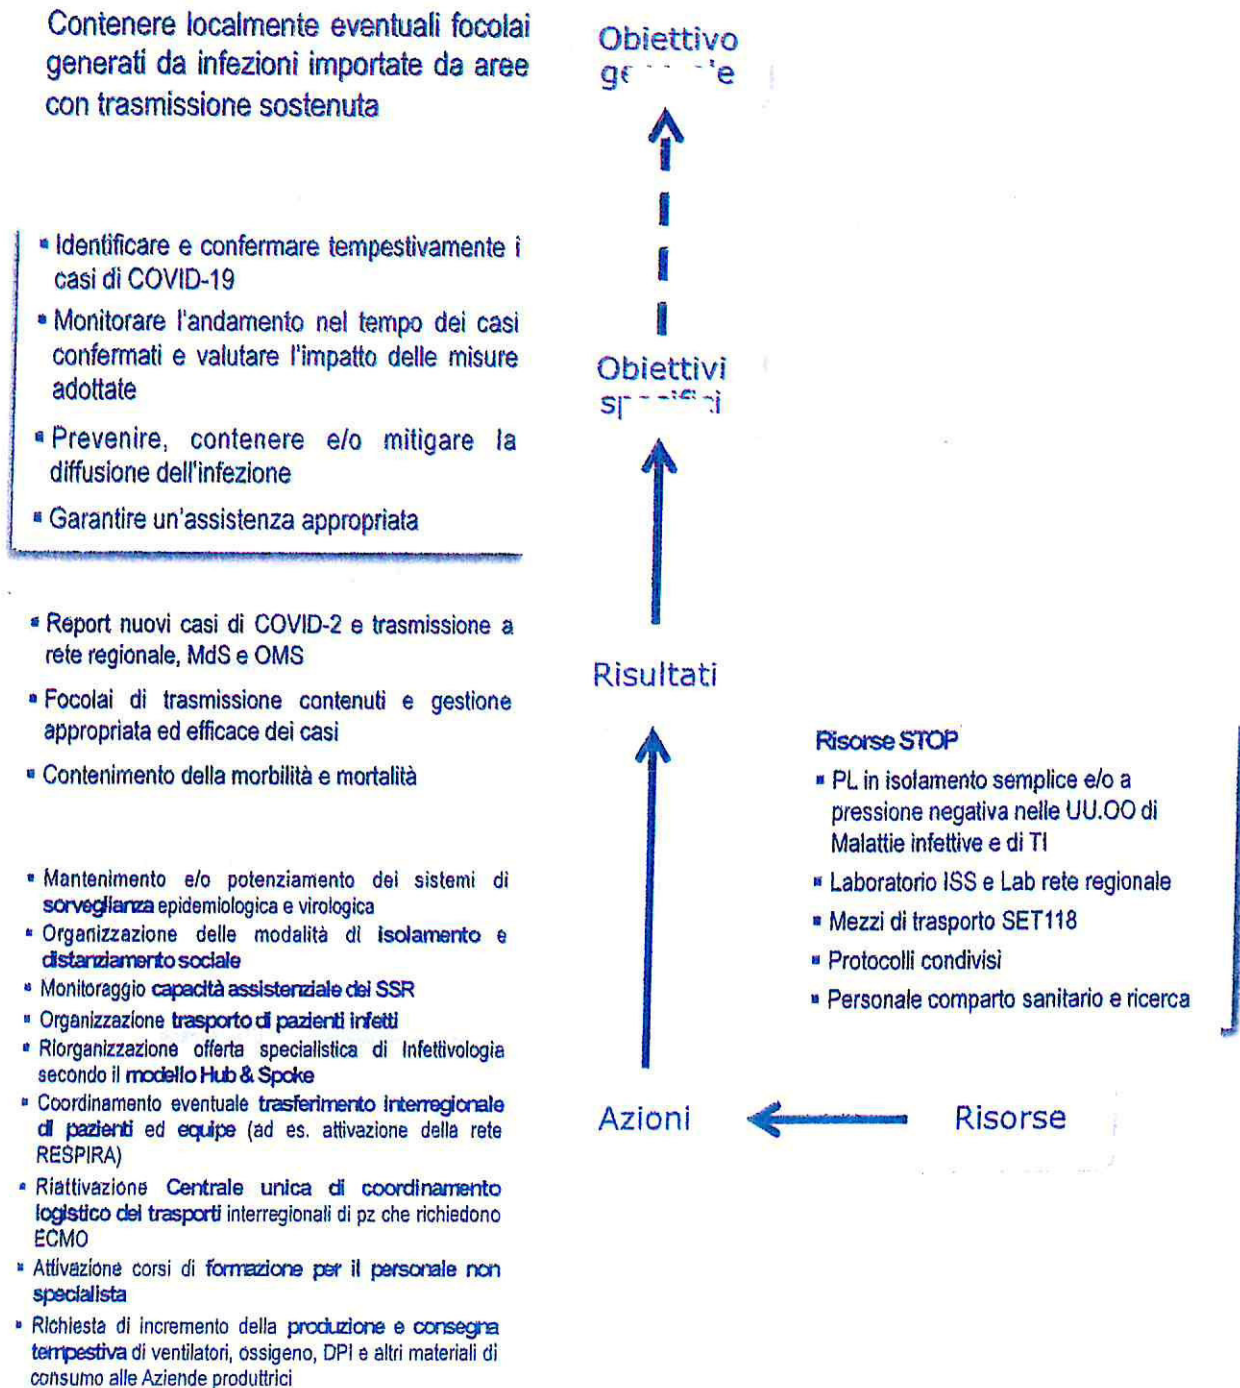 Contenere localmente eventuali focolai
generati da infezioni importate da aree
con trasmissione sostenuta
Obiettivo
▪ Identificare e confermare tempestivamente i
casi di COVID-19
▪ Monitorare l'andamento nel tempo dei casi
confermati e valutare l'impatto delle misure
adottate
▪ Prevenire, contenere e/o mitigare la
diffusione dell'infezione
▪ Garantire un'assistenza appropriata
Obiettivi
▪ Report nuovi casi di COVID-2 e trasmissione a
rete regionale, MdS e OMS
▪ Focolai di trasmissione contenuti e gestione
appropriata ed efficace dei casi
▪ Contenimento della morbilità e mortalità
Risultati
▪ Mantenimento e/o potenziamento dei sistemi di
sorveglianza epidemiologica e virologica
▪ Organizzazione delle modalità di isolamento e
distanziamento sociale
▪ Monitoraggio capacità assistenziale del SSR
▪ Organizzazione trasporto di pazienti infetti
▪ Riorganizzazione offerta specialistica di Infettivologia
secondo il modello Hub & Spoke
▪ Coordinamento eventuale trasferimento interregionale
di pazienti ed equipe (ad es. attivazione della rete
RESPIRA)
▪ Riattivazione Centrale unica di coordinamento
logistico dei trasporti interregionali di pz che richiedono
ECMO
▪ Attivazione corsi di formazione per il personale non
specialista
▪ Richiesta di incremento della produzione e consegna
tempestiva di ventilatori, ossigeno, DPI e altri materiali di
consumo alle Aziende produttrici
Azioni
Risorse STOP
▪ PL in isolamento semplice e/o a
pressione negativa nelle UU.OO di
Malattie infettive e di TI
▪ Laboratorio ISS e Lab rete regionale
▪ Mezzi di trasporto SET118
▪ Protocolli condivisi
▪ Personale comparto sanitario e ricerca
Risorse